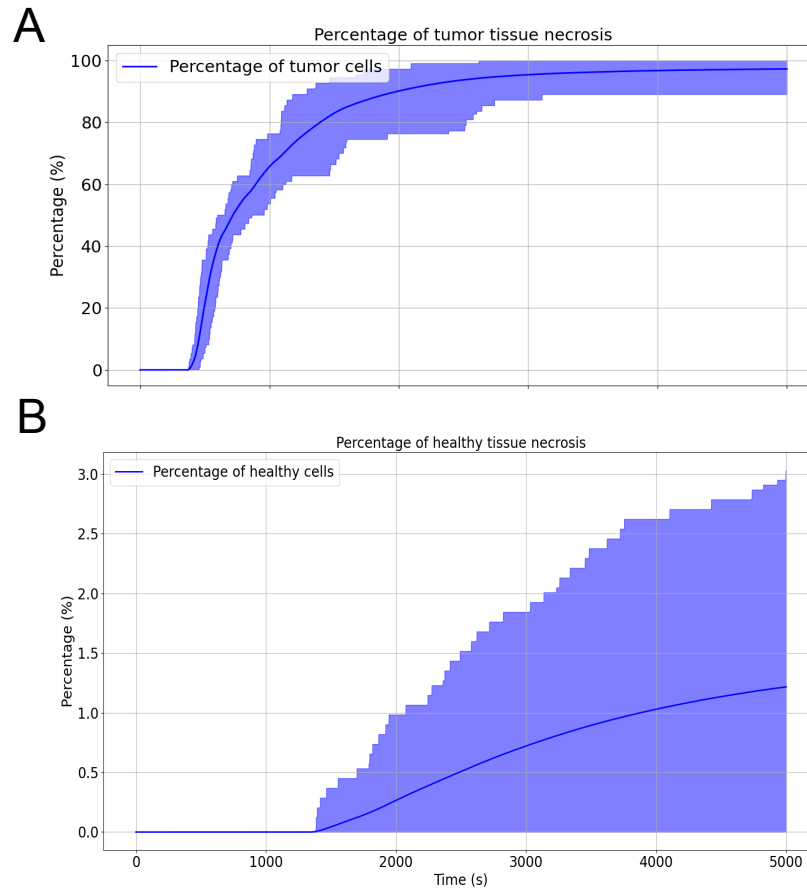 A
Percentage of tumor tissue necrosis
Percentage of tumor cells
Percentage (%)
100
80
60
40
20
0
B
Percentage of healthy tissue necrosis
Percentage of healthy cells
Percentage (%)
3.0
2.5
2.0
1.5
1.0
0.5
0.0
0 1000 2000 3000 4000 5000
Time (s)